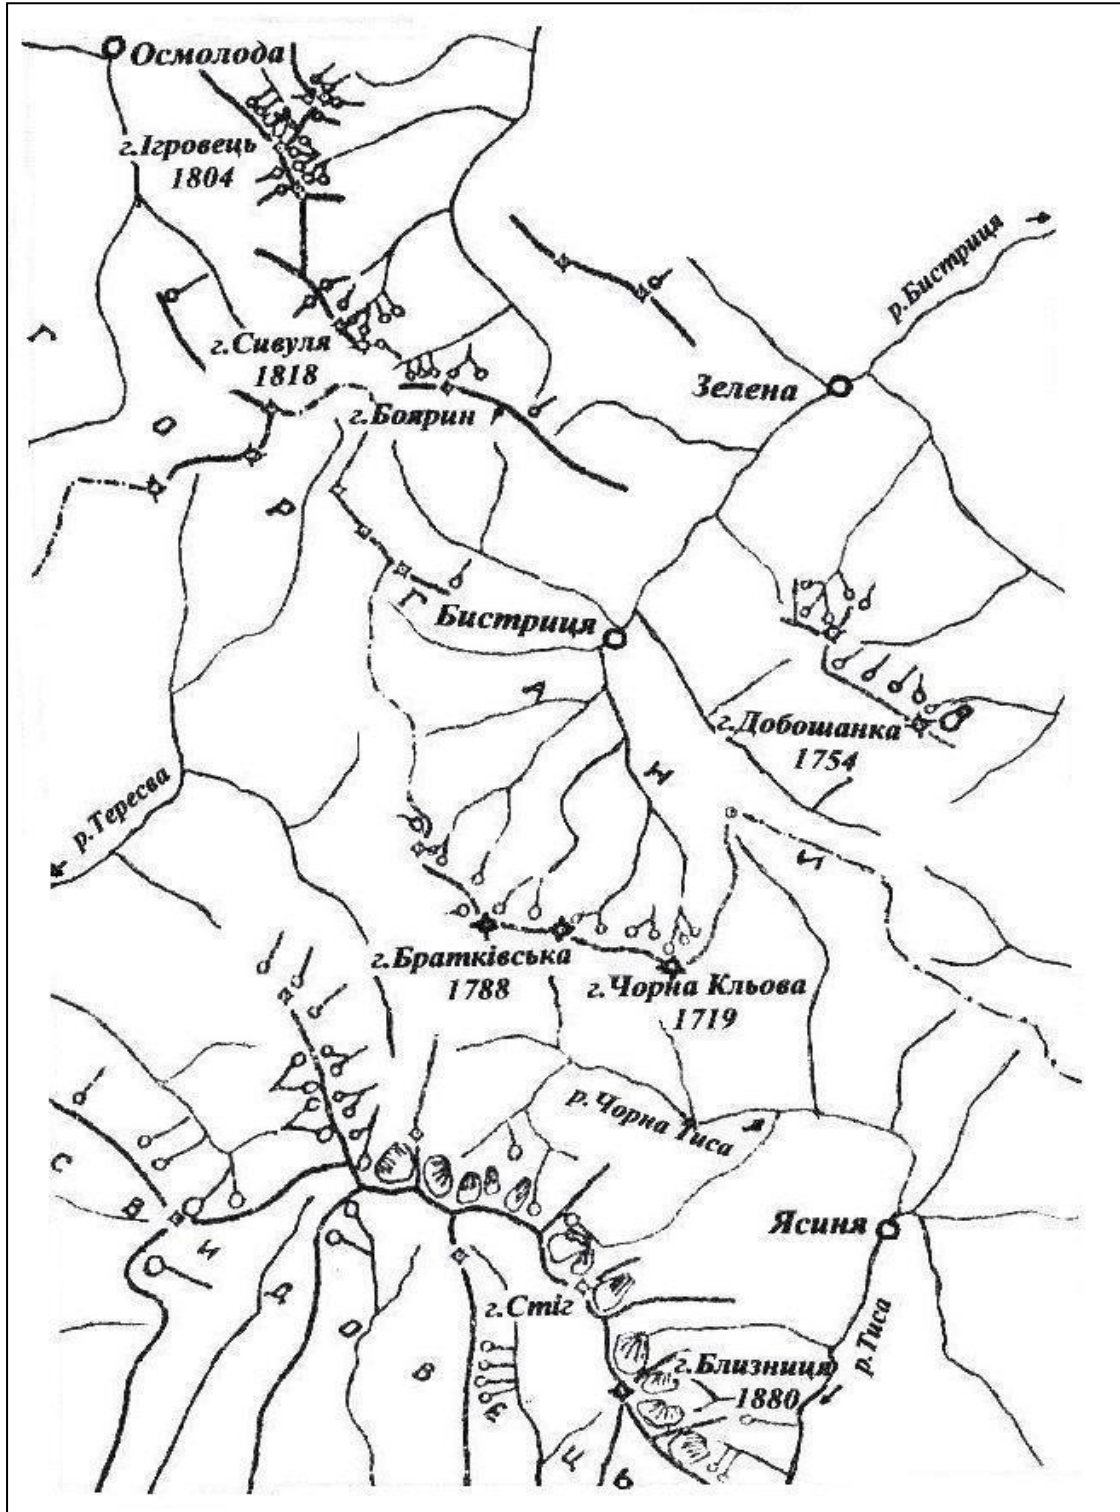 Осмолода
г.Ігровець
1804
р.Бистриця
г.Сивуля
1818
Зелена
г.Боярин
Г О Р Г А Н И
Бистриця
г.Добошанка
1754
р.Тересва
г.Братківська
1788
г.Чорна Кльова
1719
р.Чорна Тиса
С В И Д О В Е Ц Ь
Ясиня
г.Стіг
р.Тиса
г.Близниця
1880